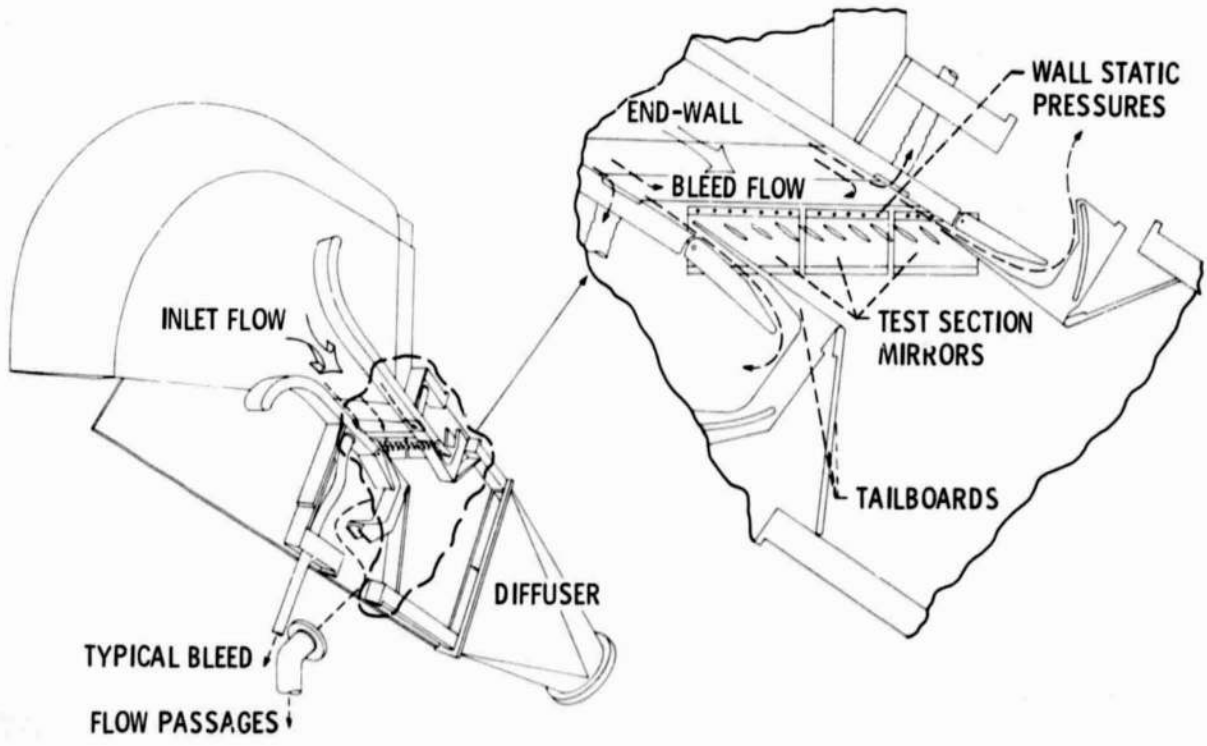 WALL STATIC
PRESSURES
END-WALL
BLEED FLOW
INLET FLOW
TEST SECTION
MIRRORS
TAILBOARDS
DIFFUSER
TYPICAL BLEED
FLOW PASSAGES